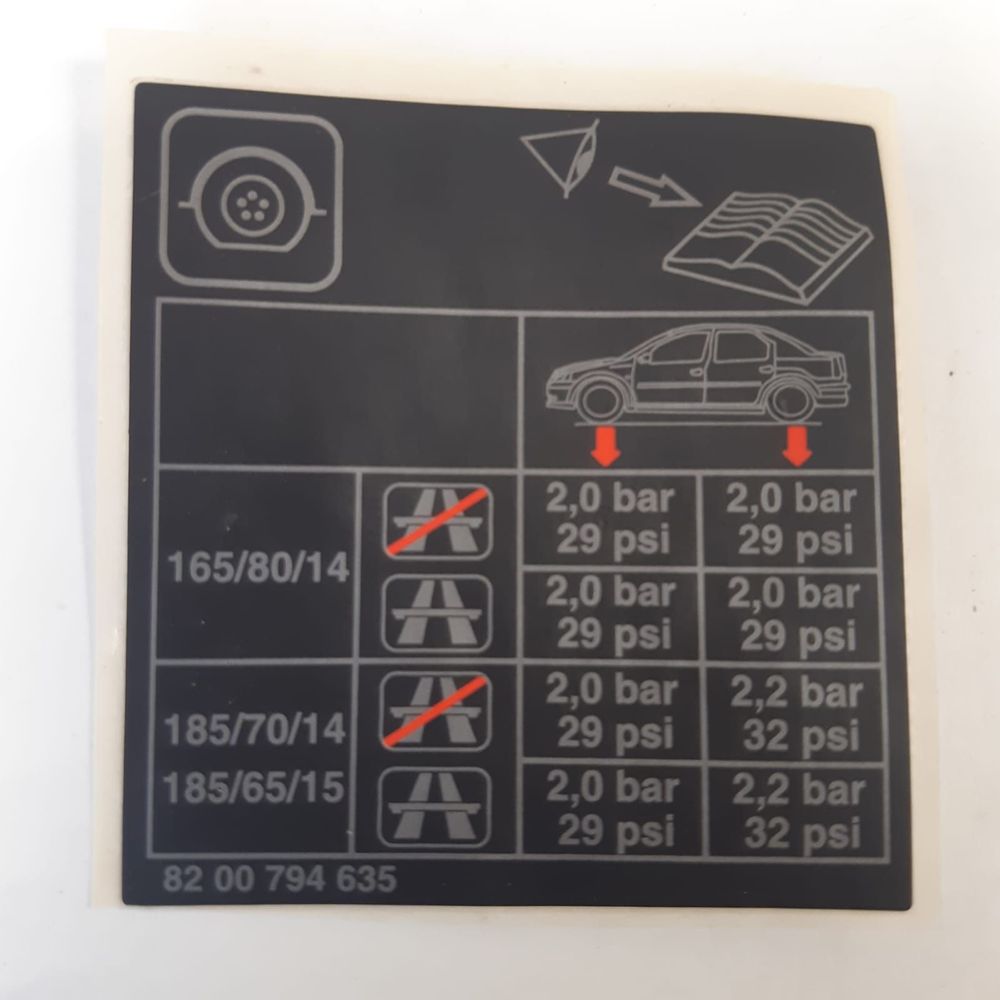 165/80/14
2,0 bar 2,0 bar
29 psi 29 psi
2,0 bar 2,0 bar
29 psi 29 psi
185/70/14
185/65/15
2,0 bar 2,2 bar
29 psi 32 psi
2,0 bar 2,2 bar
29 psi 32 psi
82 00 794 635